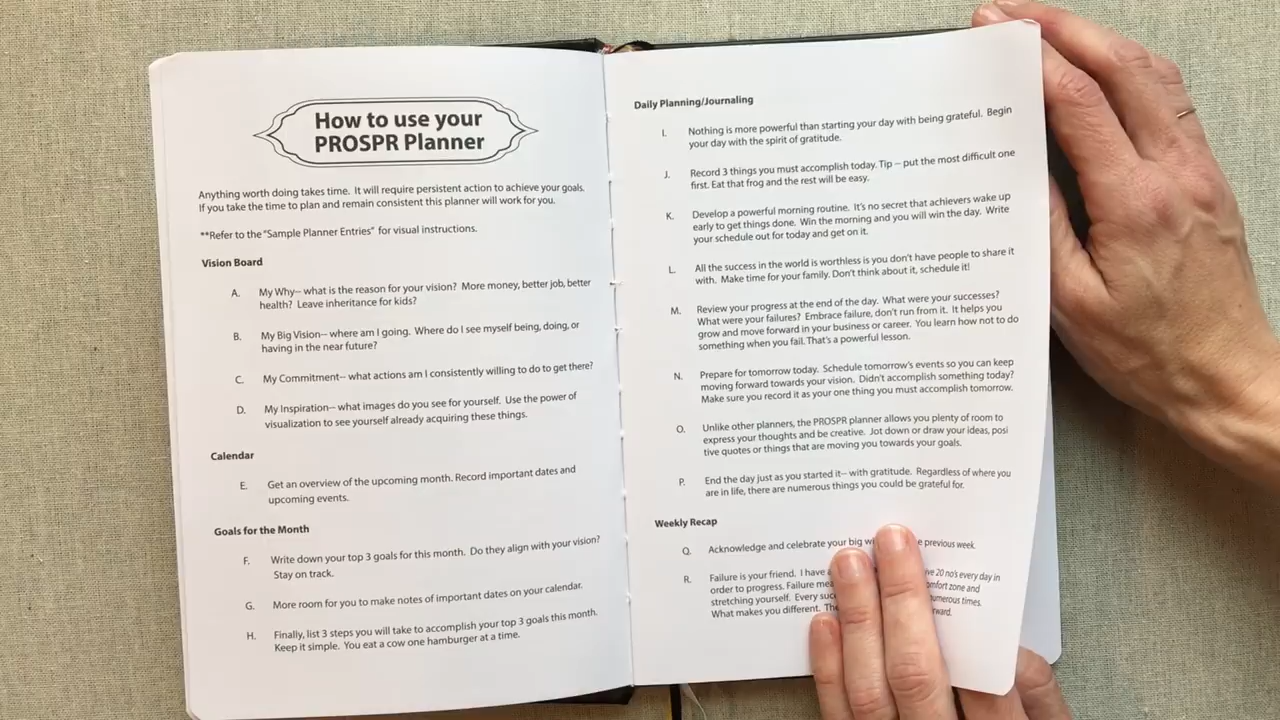 How to use your
PROSPR Planner
Anything worth doing takes time. It will require persistent action to achieve your goals.
If you take the time to plan and remain consistent this planner will work for you.
**Refer to the "Sample Planner Entries" for visual instructions.
Vision Board
A. My Why-- what is the reason for your vision? More money, better job, better
health? Leave inheritance for kids?
B. My Big Vision-- where am I going. Where do I see myself being, doing, or
having in the near future?
C. My Commitment-- what actions am I consistently willing to do to get there?
D. My Inspiration-- what images do you see for yourself. Use the power of
visualization to see yourself already acquiring these things.
Calendar
E. Get an overview of the upcoming month. Record important dates and
upcoming events.
Goals for the Month
F. Write down your top 3 goals for this month. Do they align with your vision?
Stay on track.
G. More room for you to make notes of important dates on your calendar.
H. Finally, list 3 steps you will take to accomplish your top 3 goals this month.
Keep it simple. You eat a cow one hamburger at a time.
Daily Planning/Journaling
I. Nothing is more powerful than starting your day with being grateful. Begin
your day with the spirit of gratitude.
J. Record 3 things you must accomplish today. Tip -- put the most difficult one
first. Eat that frog and the rest will be easy.
K. Develop a powerful morning routine. It's no secret that achievers wake up
early to get things done. Win the morning and you will win the day. Write
your schedule out for today and get on it.
L. All the success in the world is worthless is you don't have people to share it
with. Make time for your family. Don't think about it, schedule it!
M. Review your progress at the end of the day. What were your successes?
What were your failures? Embrace failure, don't run from it. It helps you
grow and move forward in your business or career. You learn how not to do
something when you fail. That's a powerful lesson.
N. Prepare for tomorrow today. Schedule tomorrow's events so you can keep
moving forward towards your vision. Didn't accomplish something today?
Make sure you record it as your one thing you must accomplish tomorrow.
O. Unlike other planners, the PROSPR planner allows you plenty of room to
express your thoughts and be creative. Jot down or draw your ideas, posi
tive quotes or things that are moving you towards your goals.
P. End the day just as you started it-- with gratitude. Regardless of where you
are in life, there are numerous things you could be grateful for.
Weekly Recap
Q. Acknowledge and celebrate your big previous week.
R. Failure is your friend. I have 20 no's every day in
order to progress. Failure zone and
stretching yourself. Every numerous times.
What makes you different.